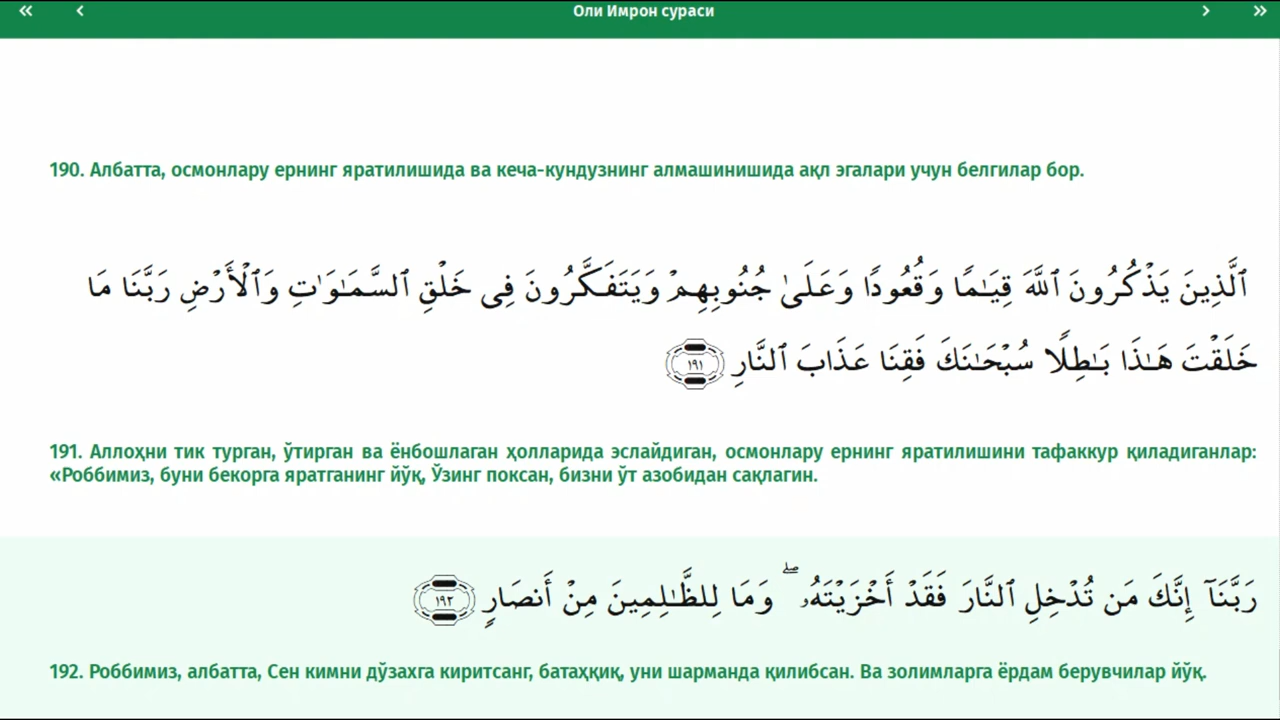 Оли Имрон сураси
190. Албатта, осмонлару ернинг яратилишида ва кеча-кундузнинг алмашинишида ақл эгалари учун белгилар бор.
ٱلَّذِينَ يَذْكُرُونَ ٱللَّهَ قِيَـٰمًا وَقُعُودًا وَعَلَىٰ جُنُوبِهِمْ وَيَتَفَكَّرُونَ فِى خَلْقِ ٱلسَّمَـٰوَٰتِ وَٱلْأَرْضِ رَبَّنَا مَا
خَلَقْتَ هَـٰذَا بَـٰطِلًا سُبْحَـٰنَكَ فَقِنَا عَذَابَ ٱلنَّارِ ١٩١
191. Аллоҳни тик турган, ўтирган ва ёнбошлаган ҳолларида эслайдиган, осмонлару ернинг яратилишини тафаккур қиладиганлар:
«Роббимиз, буни бекорга яратганинг йўқ, Ўзинг поксан, бизни ўт азобидан сақлагин.
رَبَّنَآ إِنَّكَ مَن تُدْخِلِ ٱلنَّارَ فَقَدْ أَخْزَيْتَهُۥ ۖ وَمَا لِلظَّـٰلِمِينَ مِنْ أَنصَارٍ ١٩٢
192. Роббимиз, албатта, Сен кимни дўзахга киритсанг, батаҳқиқ, уни шарманда қилибсан. Ва золимларга ёрдам берувчилар йўқ.